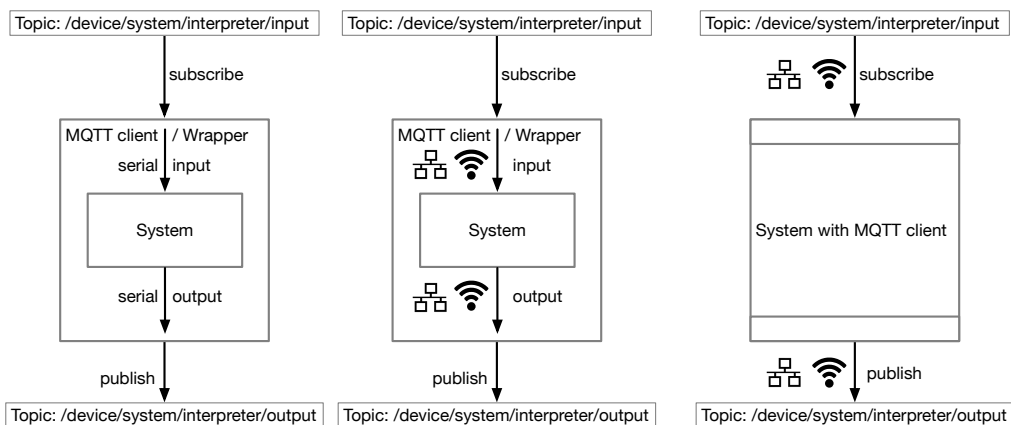 Topic: /device/system/interpreter/input
subscribe
MQTT client / Wrapper
serial input
System
serial output
publish
Topic: /device/system/interpreter/output
Topic: /device/system/interpreter/input
subscribe
MQTT client / Wrapper
input
System
output
publish
Topic: /device/system/interpreter/output
Topic: /device/system/interpreter/input
subscribe
System with MQTT client
publish
Topic: /device/system/interpreter/output